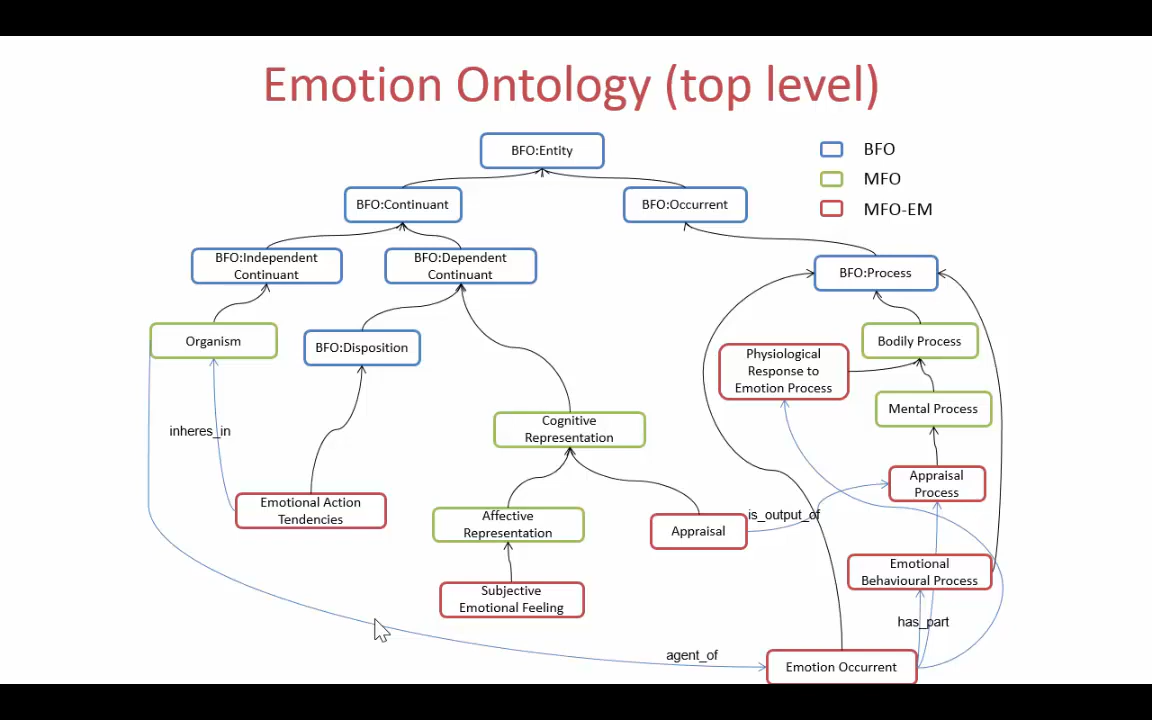 Emotion Ontology (top level)
BFO:Entity
BFO
MFO
MFO-EM
BFO:Continuant
BFO:Occurrent
BFO:Independent
Continuant
BFO:Dependent
Continuant
BFO:Process
Organism
BFO:Disposition
Bodily Process
Physiological
Response to
Emotion Process
Mental Process
inheres_in
Cognitive
Representation
Appraisal
Process
Emotional Action
Tendencies
Affective
Representation
Appraisal
is_output_of
Emotional
Behavioural Process
Subjective
Emotional Feeling
has_part
agent_of
Emotion Occurrent